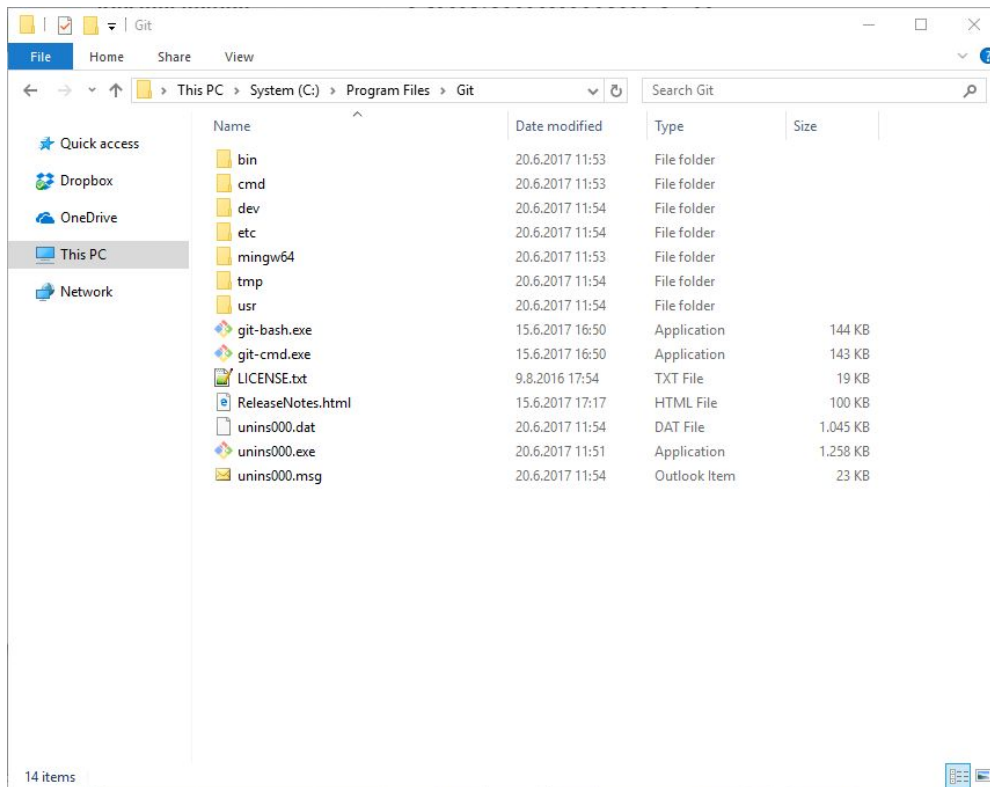 Git
File Home Share View
This PC > System (C:) > Program Files > Git Search Git
Quick access
Dropbox
OneDrive
This PC
Network
Name Date modified Type Size
bin 20.6.2017 11:53 File folder
cmd 20.6.2017 11:53 File folder
dev 20.6.2017 11:54 File folder
etc 20.6.2017 11:54 File folder
mingw64 20.6.2017 11:53 File folder
tmp 20.6.2017 11:54 File folder
usr 20.6.2017 11:54 File folder
git-bash.exe 15.6.2017 16:50 Application 144 KB
git-cmd.exe 15.6.2017 16:50 Application 143 KB
LICENSE.txt 9.8.2016 17:54 TXT File 19 KB
ReleaseNotes.html 15.6.2017 17:17 HTML File 100 KB
unins000.dat 20.6.2017 11:54 DAT File 1.045 KB
unins000.exe 20.6.2017 11:51 Application 1.258 KB
unins000.msg 20.6.2017 11:54 Outlook Item 23 KB
14 items